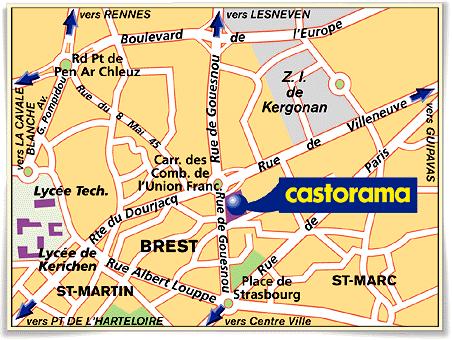 vers RENNES
vers LESNEVEN
Boulevard de l'Europe
Rd Pt de
Pen Ar Chleuz
Z. I.
de
Kergonan
vers LA CAVALE
BLANCHE
Av.
G. Pompidou
Rue du 8 Mai 45
Rue de Gouesnou
Rue de Villeneuve
vers GUIPAVAS
Carr. des
Comb. de
l'Union Franc.
Lycée Tech.
Rte du Dourjacq
castorama
Rue de Paris
Rue de Gouesnou
BREST
Lycée de
Kerichen
Rue Albert Louppe
Place de
Strasbourg
ST-MARC
ST-MARTIN
vers PT DE L'HARTELOIRE
vers Centre Ville